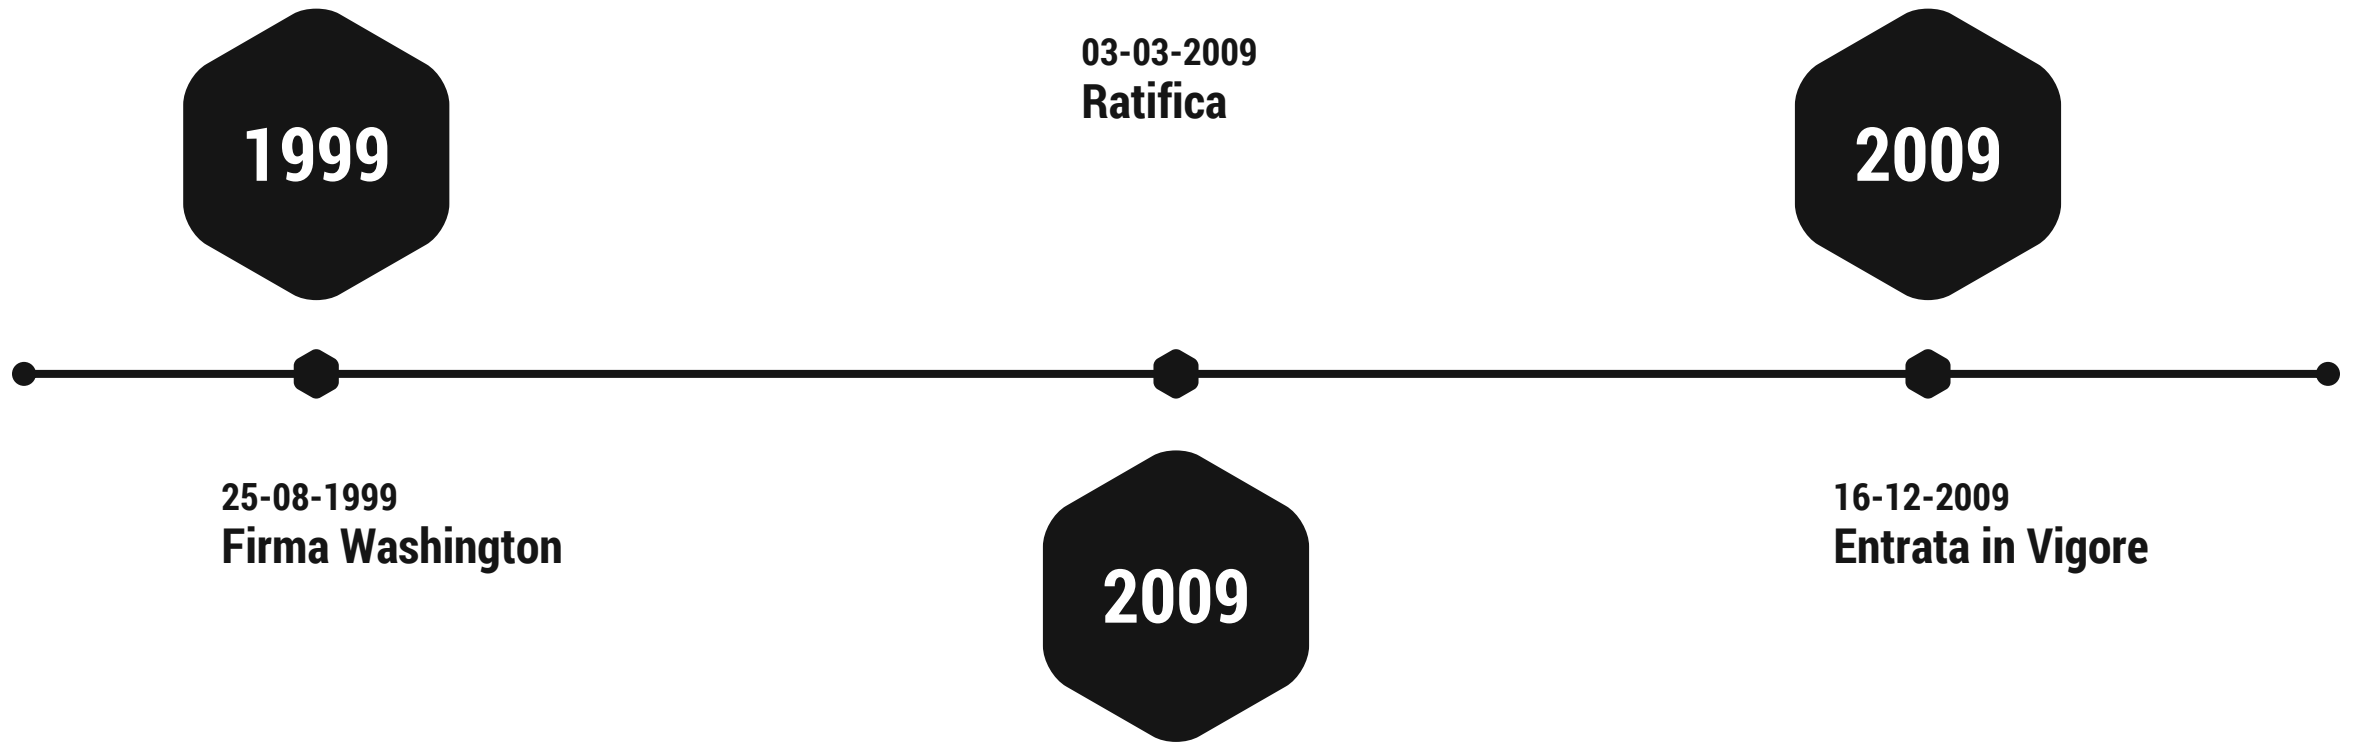 1999
25-08-1999
Firma Washington
03-03-2009
Ratifica
2009
2009
16-12-2009
Entrata in Vigore